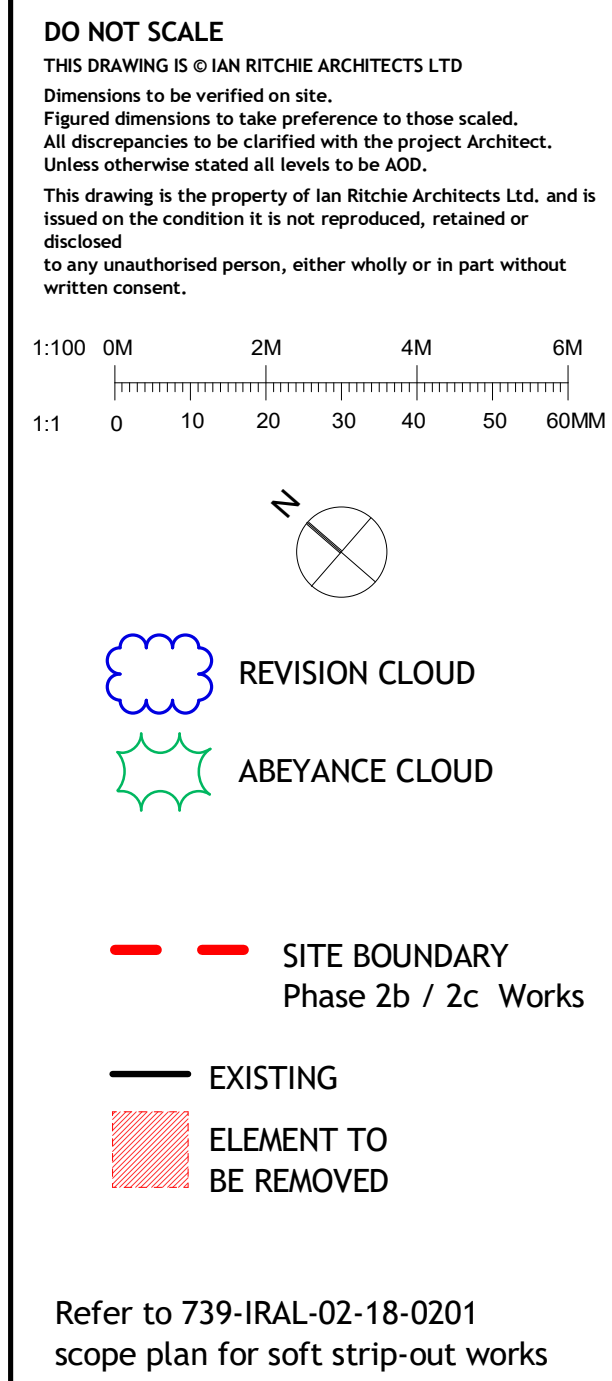 DO NOT SCALE
THIS DRAWING IS © IAN RITCHIE ARCHITECTS LTD
Dimensions to be verified on site.
Figured dimensions to take preference to those scaled.
All discrepancies to be clarified with the project Architect.
Unless otherwise stated all levels to be AOD.
This drawing is the property of Ian Ritchie Architects Ltd. and is
issued on the condition it is not reproduced, retained or
disclosed
to any unauthorised person, either wholly or in part without
written consent.
1:100 0M 2M 4M 6M
1:1 0 10 20 30 40 50 60MM
N
REVISION CLOUD
ABEYANCE CLOUD
SITE BOUNDARY
Phase 2b / 2c Works
EXISTING
ELEMENT TO
BE REMOVED
Refer to 739-IRAL-02-18-0201
scope plan for soft strip-out works